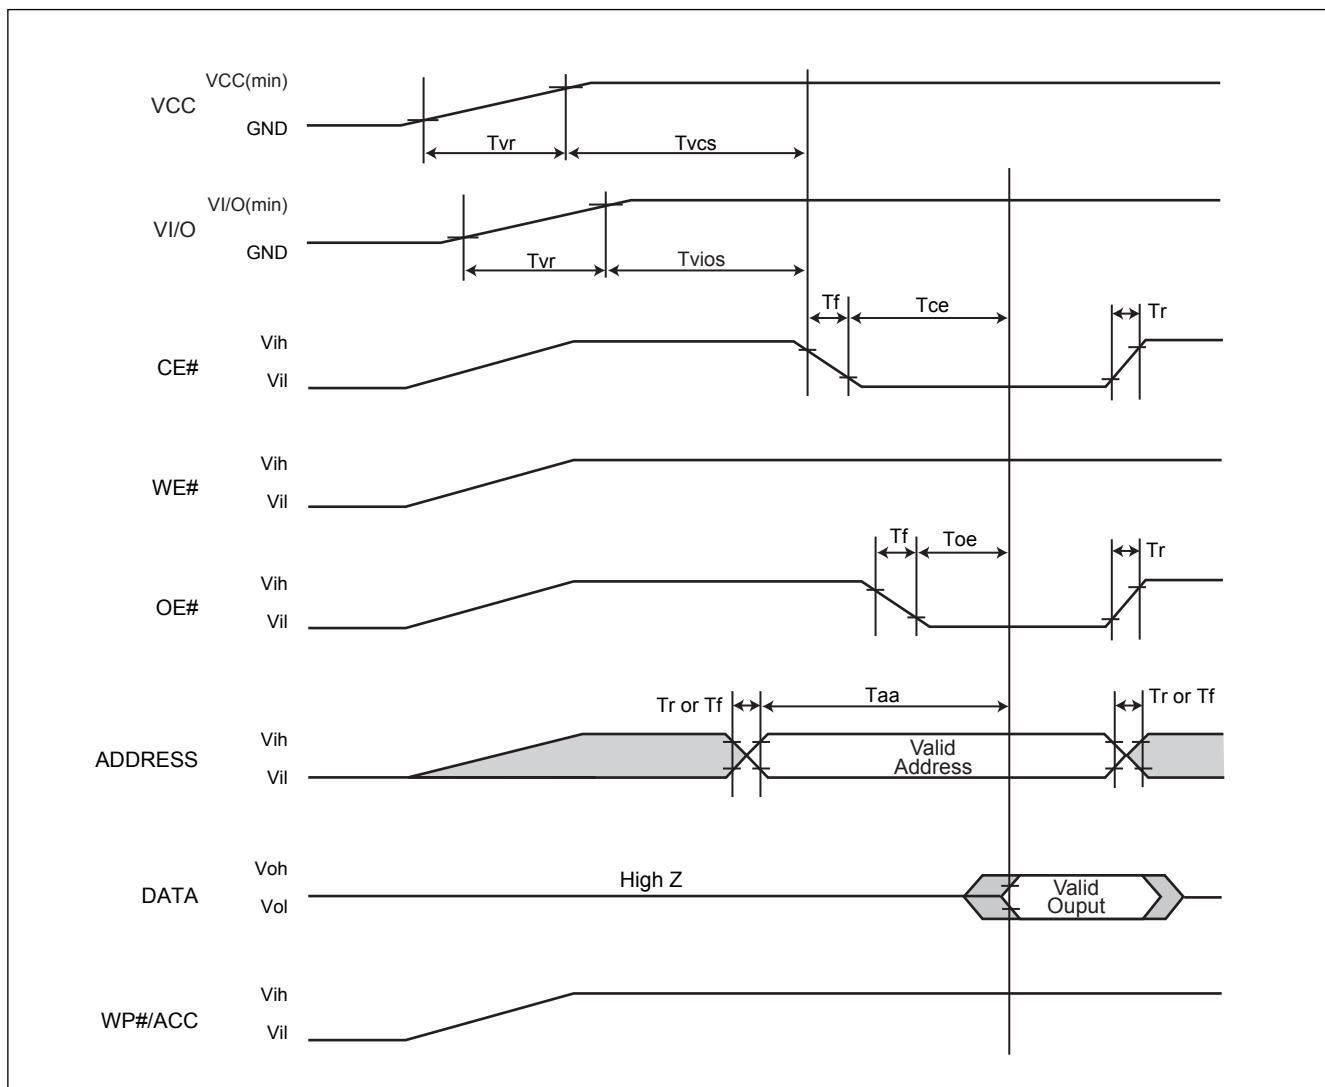 VCC(min)
VCC
GND
Tvr
Tvcs
VI/O(min)
VI/O
GND
Tvr
Tvios
Tf
Tce
Tr
Vih
CE#
Vil
Vih
WE#
Vil
Tf
Toe
Tr
Vih
OE#
Vil
Tr or Tf
Taa
Tr or Tf
Vih
ADDRESS
Vil
Valid
Address
Voh
DATA
Vol
High Z
Valid
Ouput
Vih
WP#/ACC
Vil